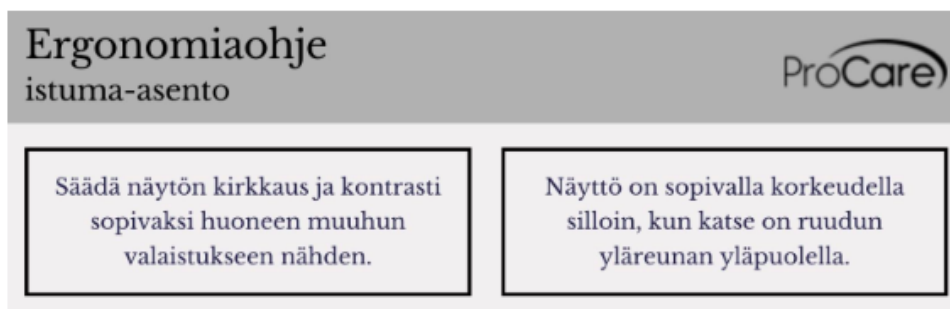 Ergonomiaohje
istuma-asento
ProCare
Säädä näytön kirkkaus ja kontrasti
sopivaksi huoneen muuhun
valaistukseen nähden.
Näyttö on sopivalla korkeudella
silloin, kun katse on ruudun
yläreunan yläpuolella.